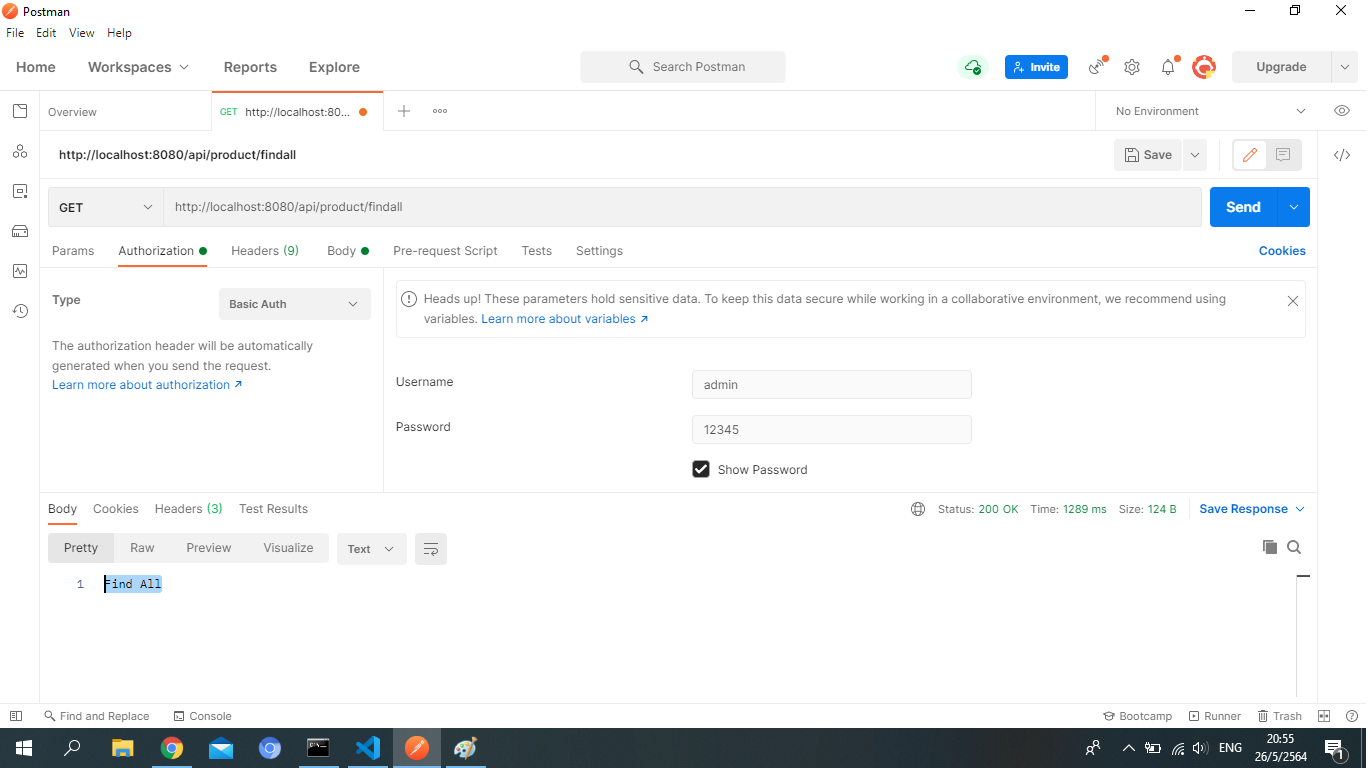 Postman
File Edit View Help
Home Workspaces Reports Explore Search Postman Invite Upgrade
Overview GET http://localhost:80... No Environment
http://localhost:8080/api/product/findall Save
GET http://localhost:8080/api/product/findall Send
Params Authorization Headers (9) Body Pre-request Script Tests Settings Cookies
Type Basic Auth
The authorization header will be automatically
generated when you send the request.
Learn more about authorization ↗
Heads up! These parameters hold sensitive data. To keep this data secure while working in a collaborative environment, we recommend using
variables. Learn more about variables ↗
Username admin
Password 12345
Show Password
Body Cookies Headers (3) Test Results Status: 200 OK Time: 1289 ms Size: 124 B Save Response
Pretty Raw Preview Visualize Text
1 Find All
Find and Replace Console Bootcamp Runner Trash
ENG 20:55
26/5/2564 1